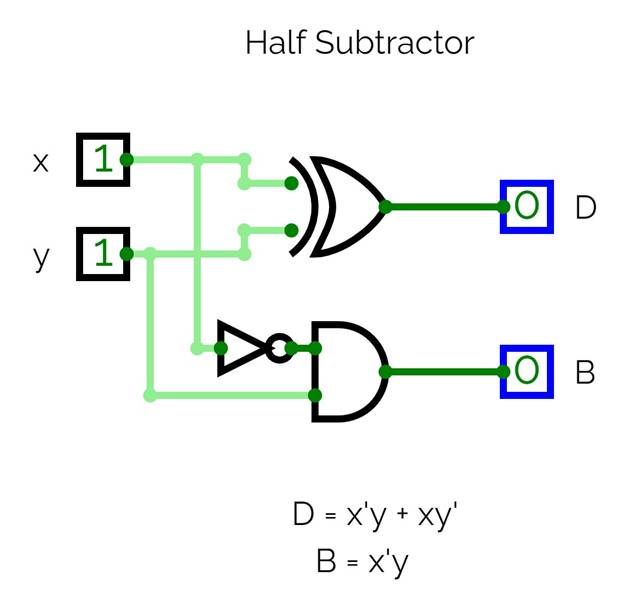 Half Subtractor
x 1
0 D
y 1
0 B
D = x'y + xy'
B = x'y